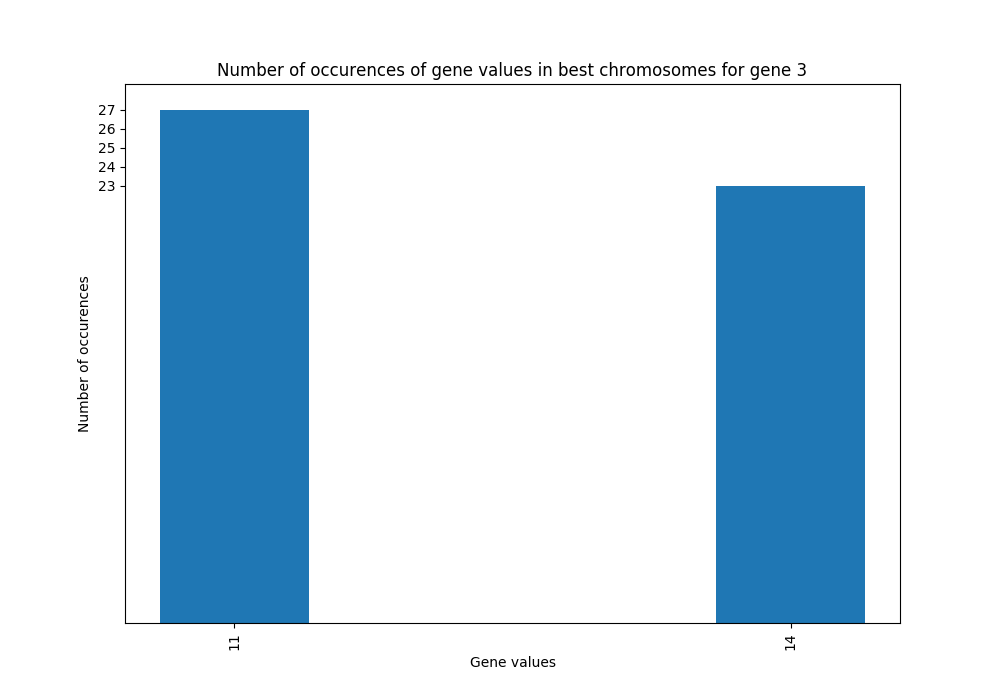 Number of occurences of gene values in best chromosomes for gene 3
27
26
25
24
23
Number of occurences
11
14
Gene values